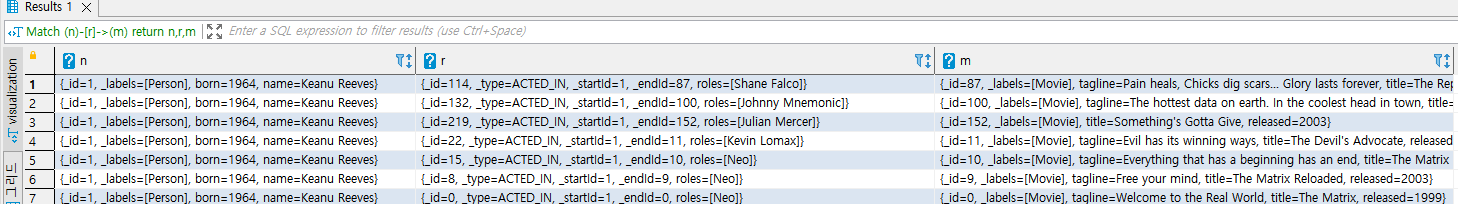 Results 1
Match (n)-[r]->(m) return n,r,m Enter a SQL expression to filter results (use Ctrl+Space)
visualization
그리드
n r m
1 {_id=1, _labels=[Person], born=1964, name=Keanu Reeves} {_id=114, _type=ACTED_IN, _startId=1, _endId=87, roles=[Shane Falco]} {_id=87, _labels=[Movie], tagline=Pain heals, Chicks dig scars... Glory lasts forever, title=The Rep
2 {_id=1, _labels=[Person], born=1964, name=Keanu Reeves} {_id=132, _type=ACTED_IN, _startId=1, _endId=100, roles=[Johnny Mnemonic]} {_id=100, _labels=[Movie], tagline=The hottest data on earth. In the coolest head in town, title=
3 {_id=1, _labels=[Person], born=1964, name=Keanu Reeves} {_id=219, _type=ACTED_IN, _startId=1, _endId=152, roles=[Julian Mercer]} {_id=152, _labels=[Movie], title=Something's Gotta Give, released=2003}
4 {_id=1, _labels=[Person], born=1964, name=Keanu Reeves} {_id=22, _type=ACTED_IN, _startId=1, _endId=11, roles=[Kevin Lomax]} {_id=11, _labels=[Movie], tagline=Evil has its winning ways, title=The Devil's Advocate, released
5 {_id=1, _labels=[Person], born=1964, name=Keanu Reeves} {_id=15, _type=ACTED_IN, _startId=1, _endId=10, roles=[Neo]} {_id=10, _labels=[Movie], tagline=Everything that has a beginning has an end, title=The Matrix
6 {_id=1, _labels=[Person], born=1964, name=Keanu Reeves} {_id=8, _type=ACTED_IN, _startId=1, _endId=9, roles=[Neo]} {_id=9, _labels=[Movie], tagline=Free your mind, title=The Matrix Reloaded, released=2003}
7 {_id=1, _labels=[Person], born=1964, name=Keanu Reeves} {_id=0, _type=ACTED_IN, _startId=1, _endId=0, roles=[Neo]} {_id=0, _labels=[Movie], tagline=Welcome to the Real World, title=The Matrix, released=1999}